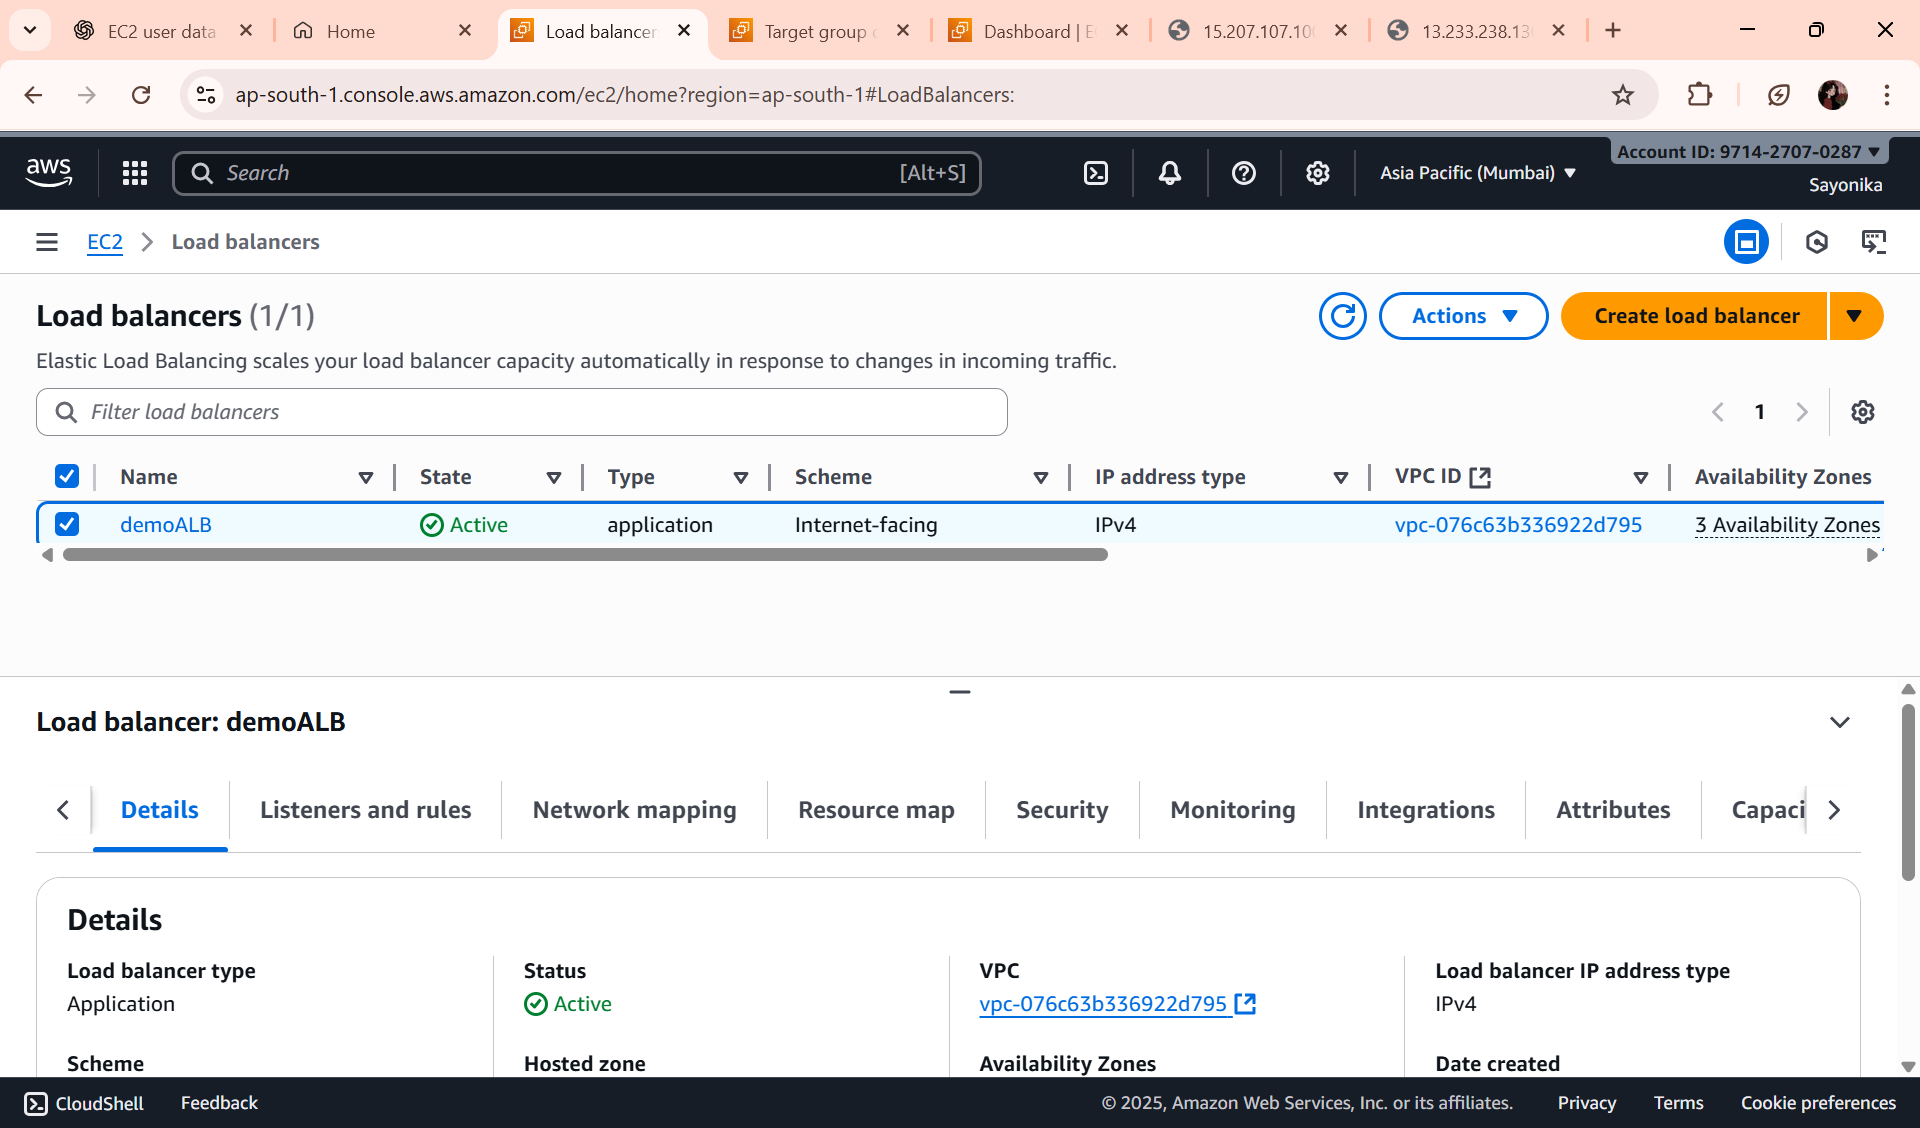 EC2 user data
Home
Load balancer
Target group
Dashboard | E
15.207.107.100
13.233.238.13
ap-south-1.console.aws.amazon.com/ec2/home?region=ap-south-1#LoadBalancers:
aws
Search
[Alt+S]
Asia Pacific (Mumbai)
Account ID: 9714-2707-0287
Sayonika
EC2
Load balancers
Load balancers (1/1)
Actions
Create load balancer
Elastic Load Balancing scales your load balancer capacity automatically in response to changes in incoming traffic.
Filter load balancers
1
Name State Type Scheme IP address type VPC ID Availability Zones
demoALB Active application Internet-facing IPv4 vpc-076c63b336922d795 3 Availability Zones
Load balancer: demoALB
Details Listeners and rules Network mapping Resource map Security Monitoring Integrations Attributes Capaci
Details
Load balancer type
Application
Status
Active
VPC
vpc-076c63b336922d795
Load balancer IP address type
IPv4
Scheme
Hosted zone
Availability Zones
Date created
CloudShell
Feedback
© 2025, Amazon Web Services, Inc. or its affiliates.
Privacy
Terms
Cookie preferences